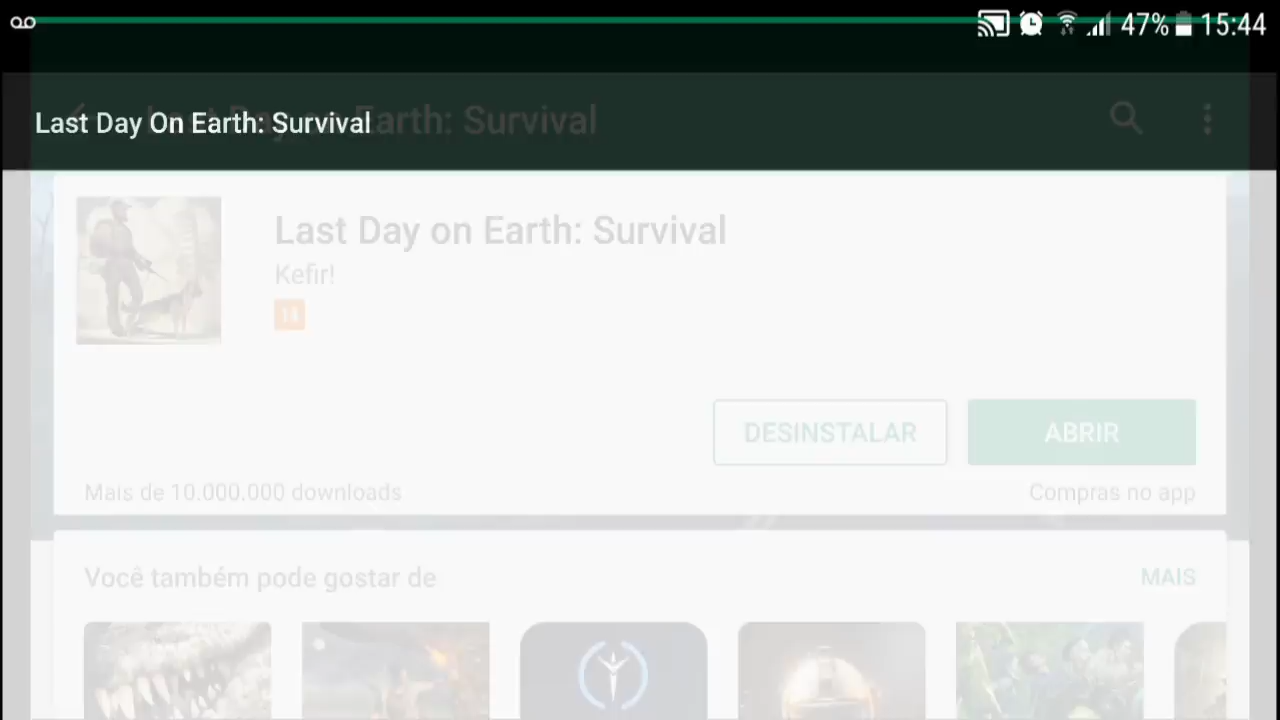 47% 15:44
Last Day On Earth: Survival
Last Day on Earth: Survival
Last Day on Earth: Survival
Kefir!
18
DESINSTALAR ABRIR
Mais de 10.000.000 downloads Compras no app
Você também pode gostar de MAIS